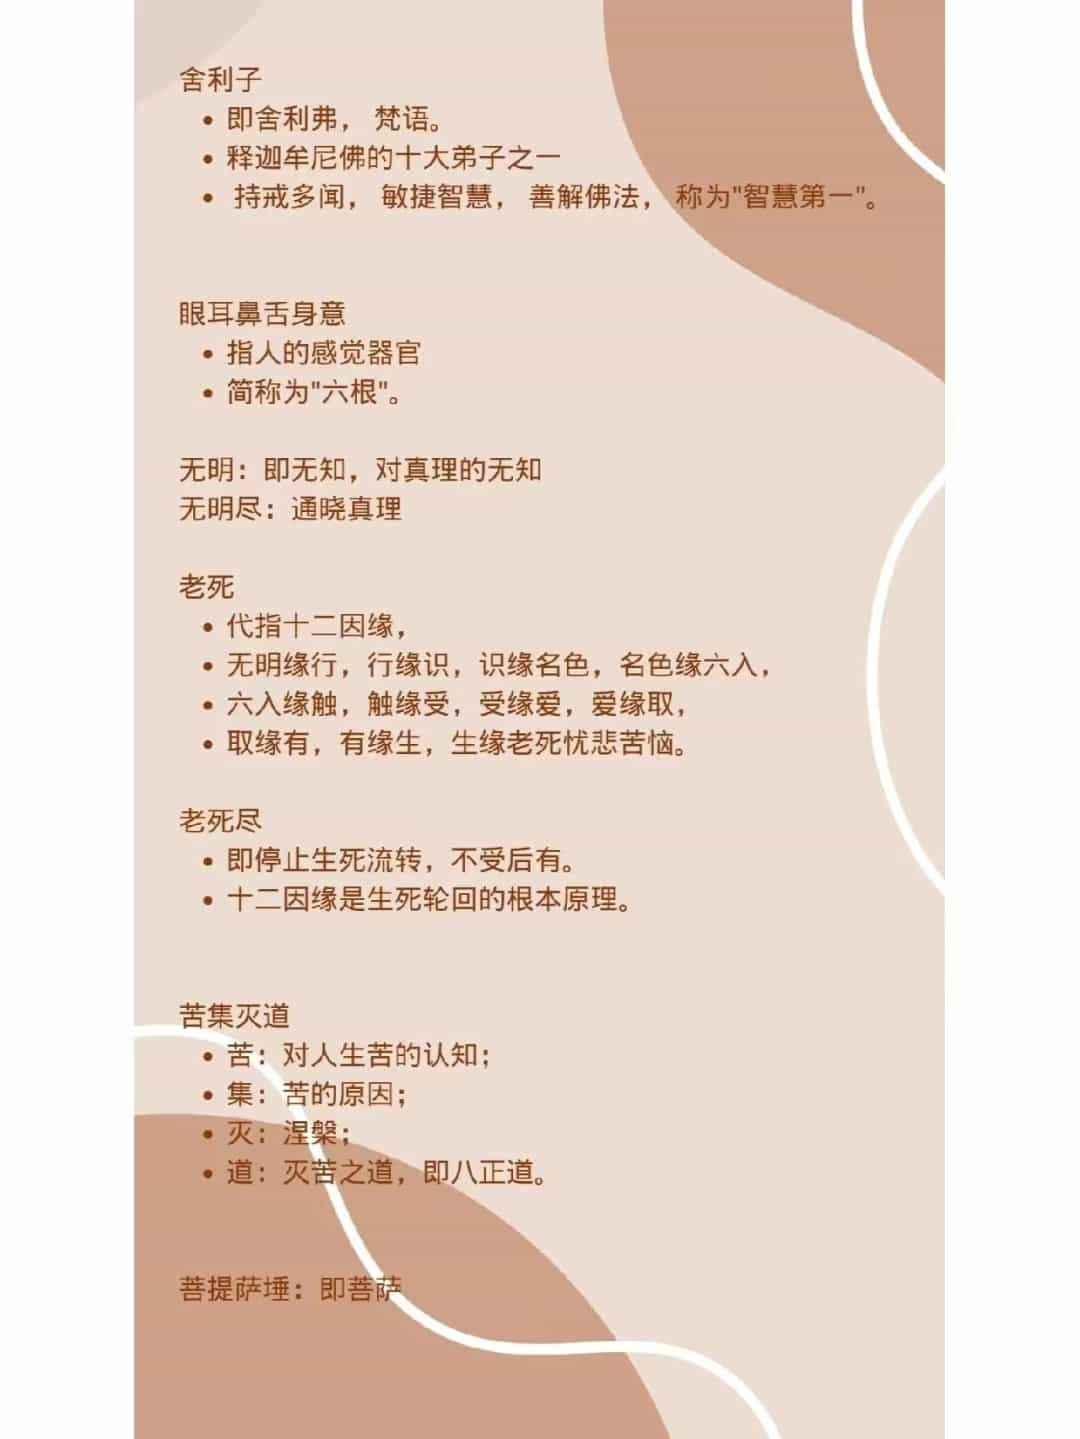 舍利子
• 即舍利弗， 梵语。
• 释迦牟尼佛的十大弟子之一
• 持戒多闻， 敏捷智慧， 善解佛法， 称为"智慧第一"。
眼耳鼻舌身意
• 指人的感觉器官
• 简称为"六根"。
无明：即无知，对真理的无知
无明尽：通晓真理
老死
• 代指十二因缘，
• 无明缘行，行缘识，识缘名色，名色缘六入，
• 六入缘触，触缘受，受缘爱，爱缘取，
• 取缘有，有缘生，生缘老死忧悲苦恼。
老死尽
• 即停止生死流转，不受后有。
• 十二因缘是生死轮回的根本原理。
苦集灭道
• 苦：对人生苦的认知；
• 集：苦的原因；
• 灭：涅槃；
• 道：灭苦之道，即八正道。
菩提萨埵：即菩萨